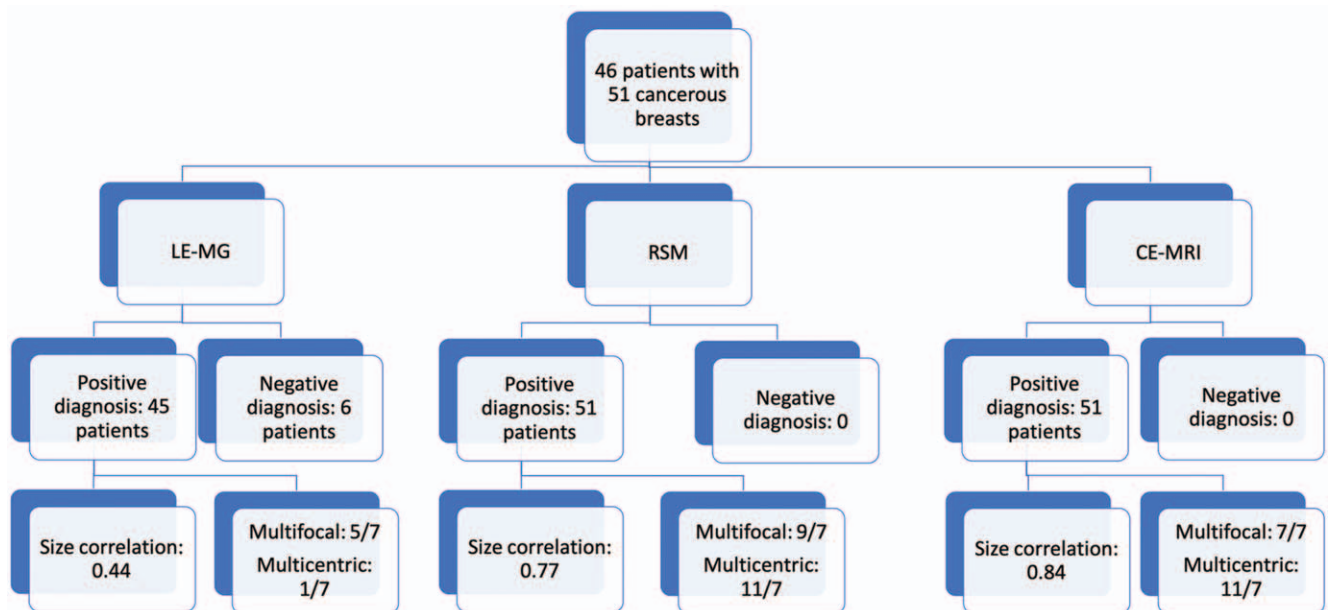 46 patients with
51 cancerous
breasts
LE-MG
RSM
CE-MRI
Positive
diagnosis: 45
patients
Negative
diagnosis: 6
patients
Positive
diagnosis: 51
patients
Negative
diagnosis: 0
Positive
diagnosis: 51
patients
Negative
diagnosis: 0
Size correlation:
0.44
Multifocal: 5/7
Multicentric:
1/7
Size correlation:
0.77
Multifocal: 9/7
Multicentric:
11/7
Size correlation:
0.84
Multifocal: 7/7
Multicentric:
11/7